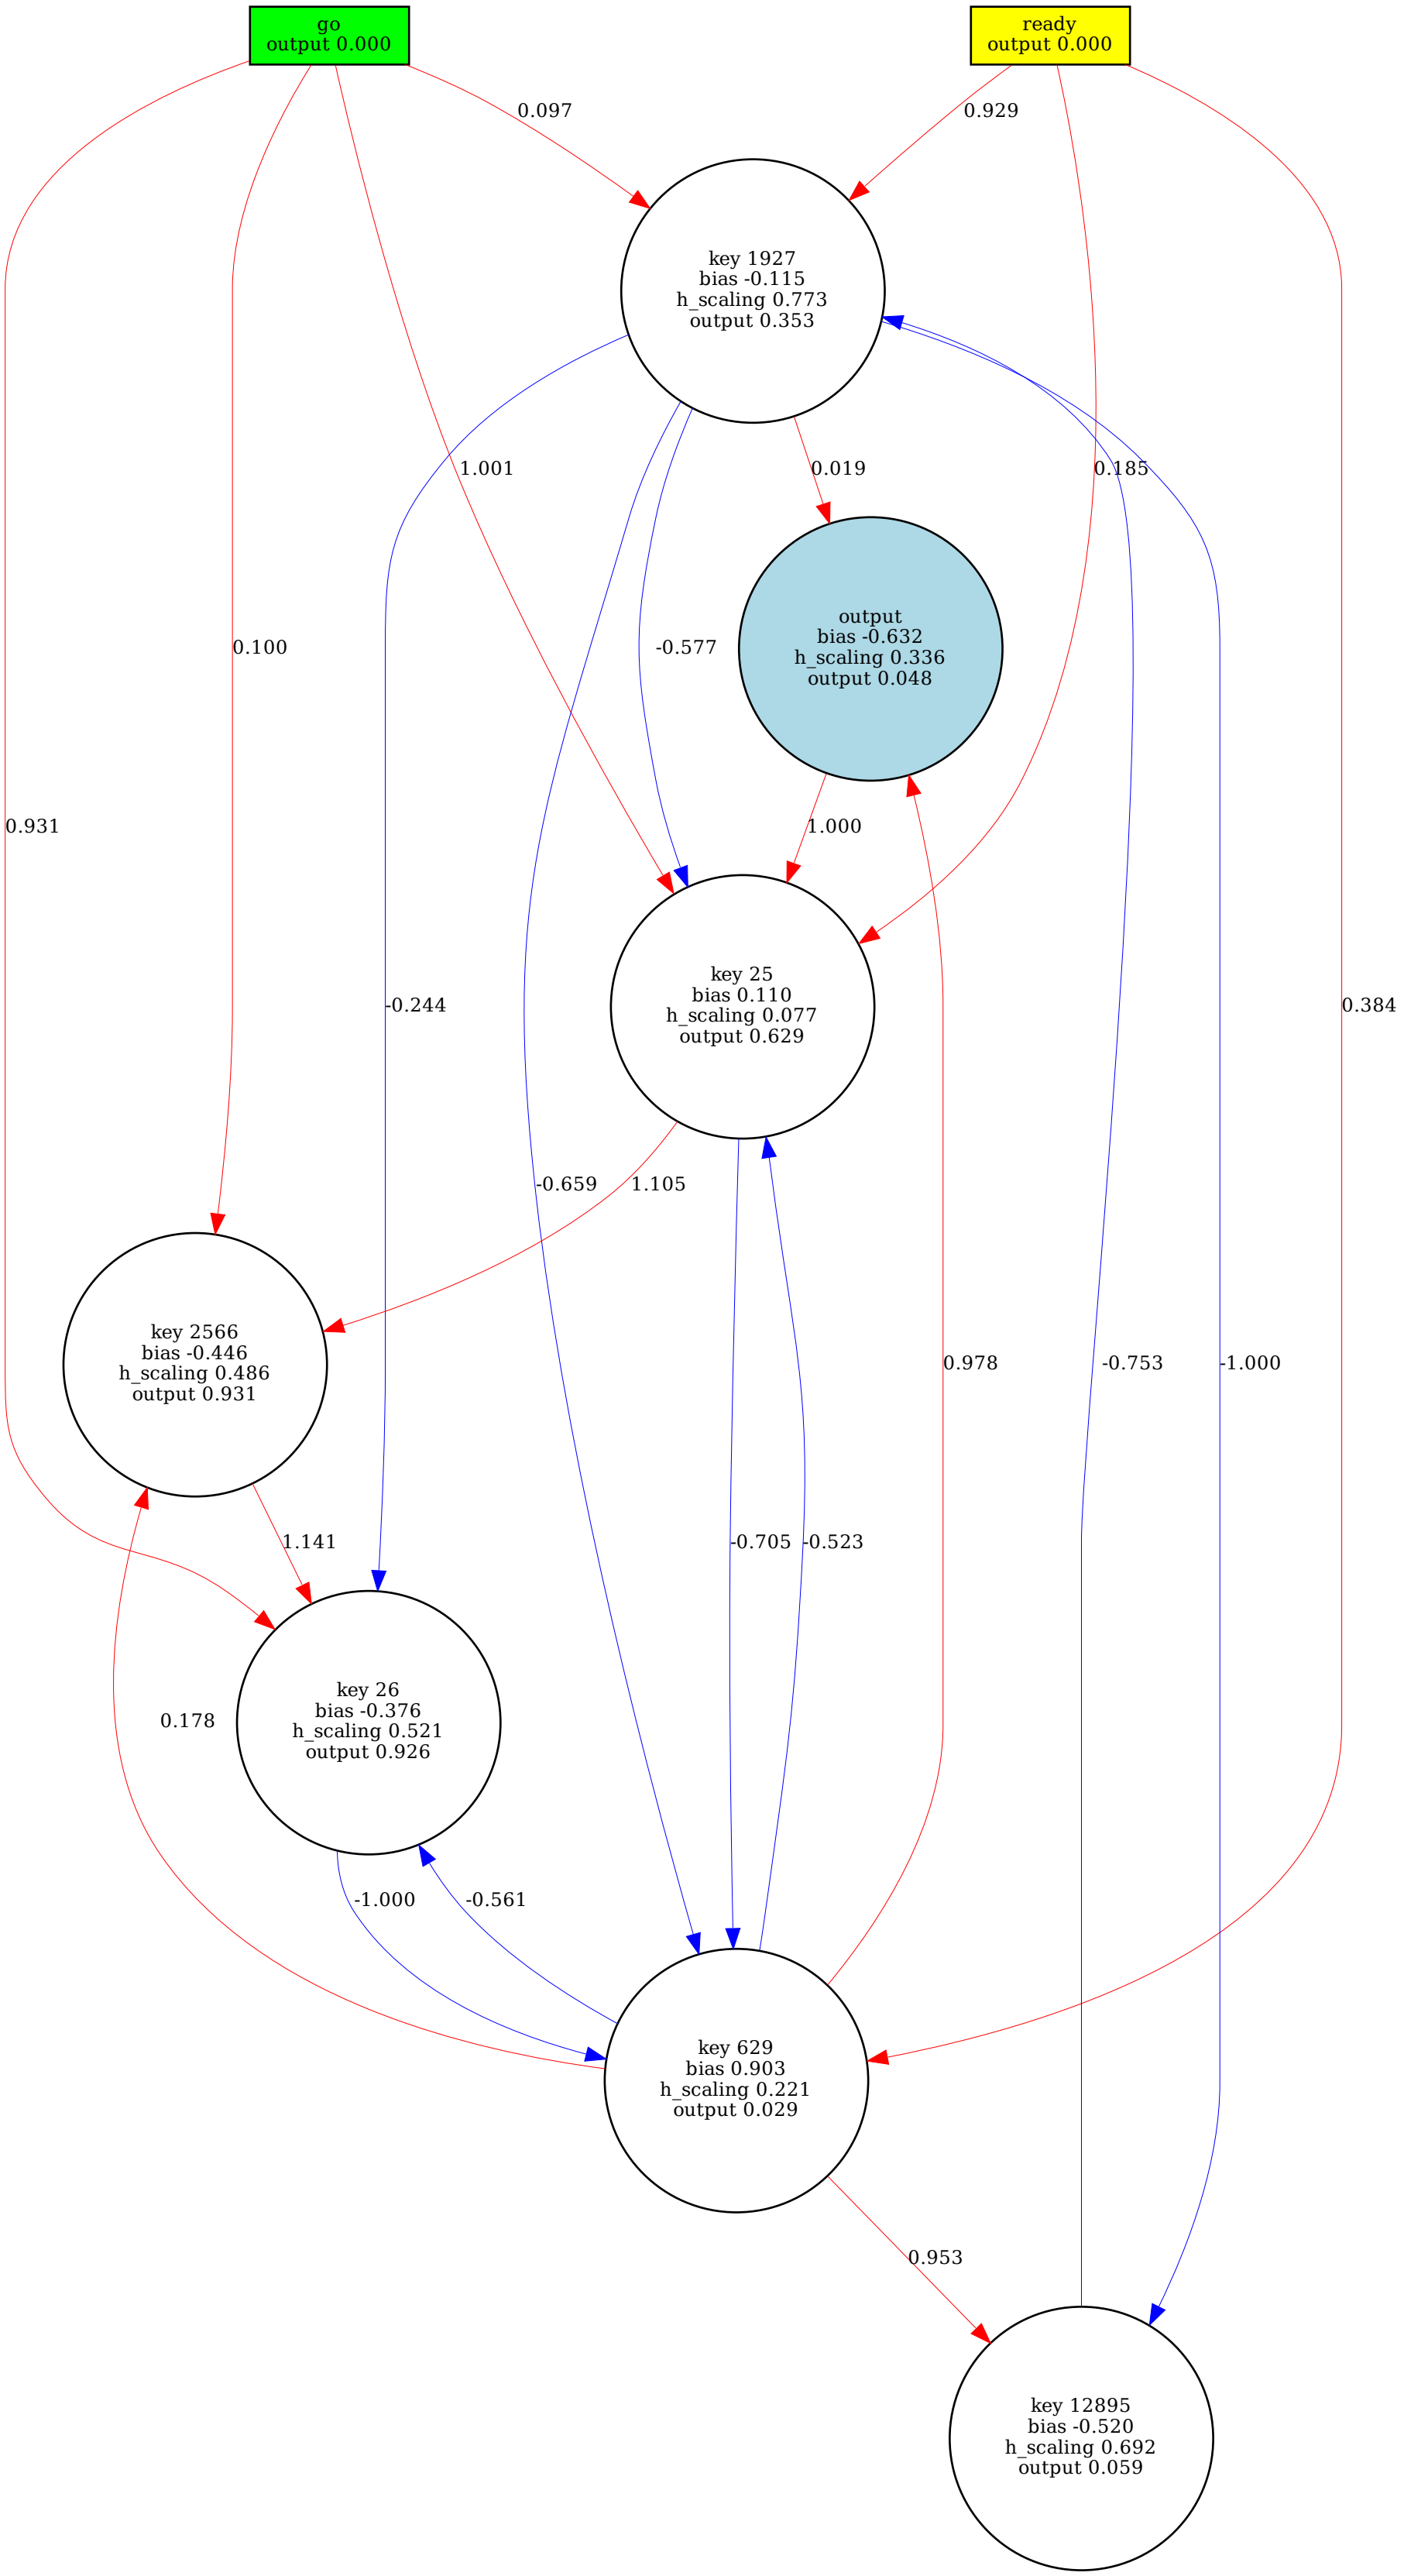 go
output 0.000
ready
output 0.000
0.097
0.929
key 1927
bias -0.115
h_scaling 0.773
output 0.353
1.001
0.019
0.185
0.100
-0.577
output
bias -0.632
h_scaling 0.336
output 0.048
0.931
1.000
key 25
bias 0.110
h_scaling 0.077
output 0.629
-0.244
0.384
-0.659
1.105
key 2566
bias -0.446
h_scaling 0.486
output 0.931
0.978
-0.753
-1.000
1.141
-0.705
-0.523
key 26
bias -0.376
h_scaling 0.521
output 0.926
0.178
-1.000
-0.561
key 629
bias 0.903
h_scaling 0.221
output 0.029
0.953
key 12895
bias -0.520
h_scaling 0.692
output 0.059